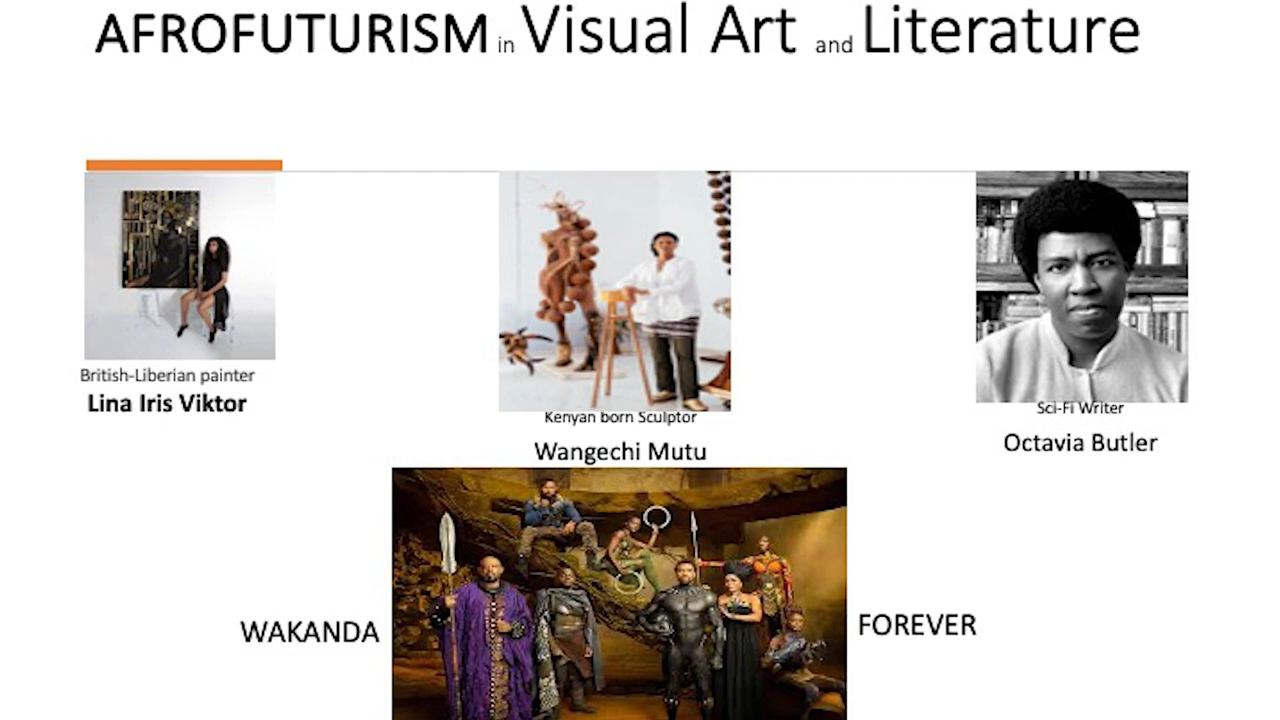 AFROFUTURISM in Visual Art and Literature
British-Liberian painter
Lina Iris Viktor
Kenyan born Sculptor
Wangechi Mutu
Sci-Fi Writer
Octavia Butler
WAKANDA
FOREVER